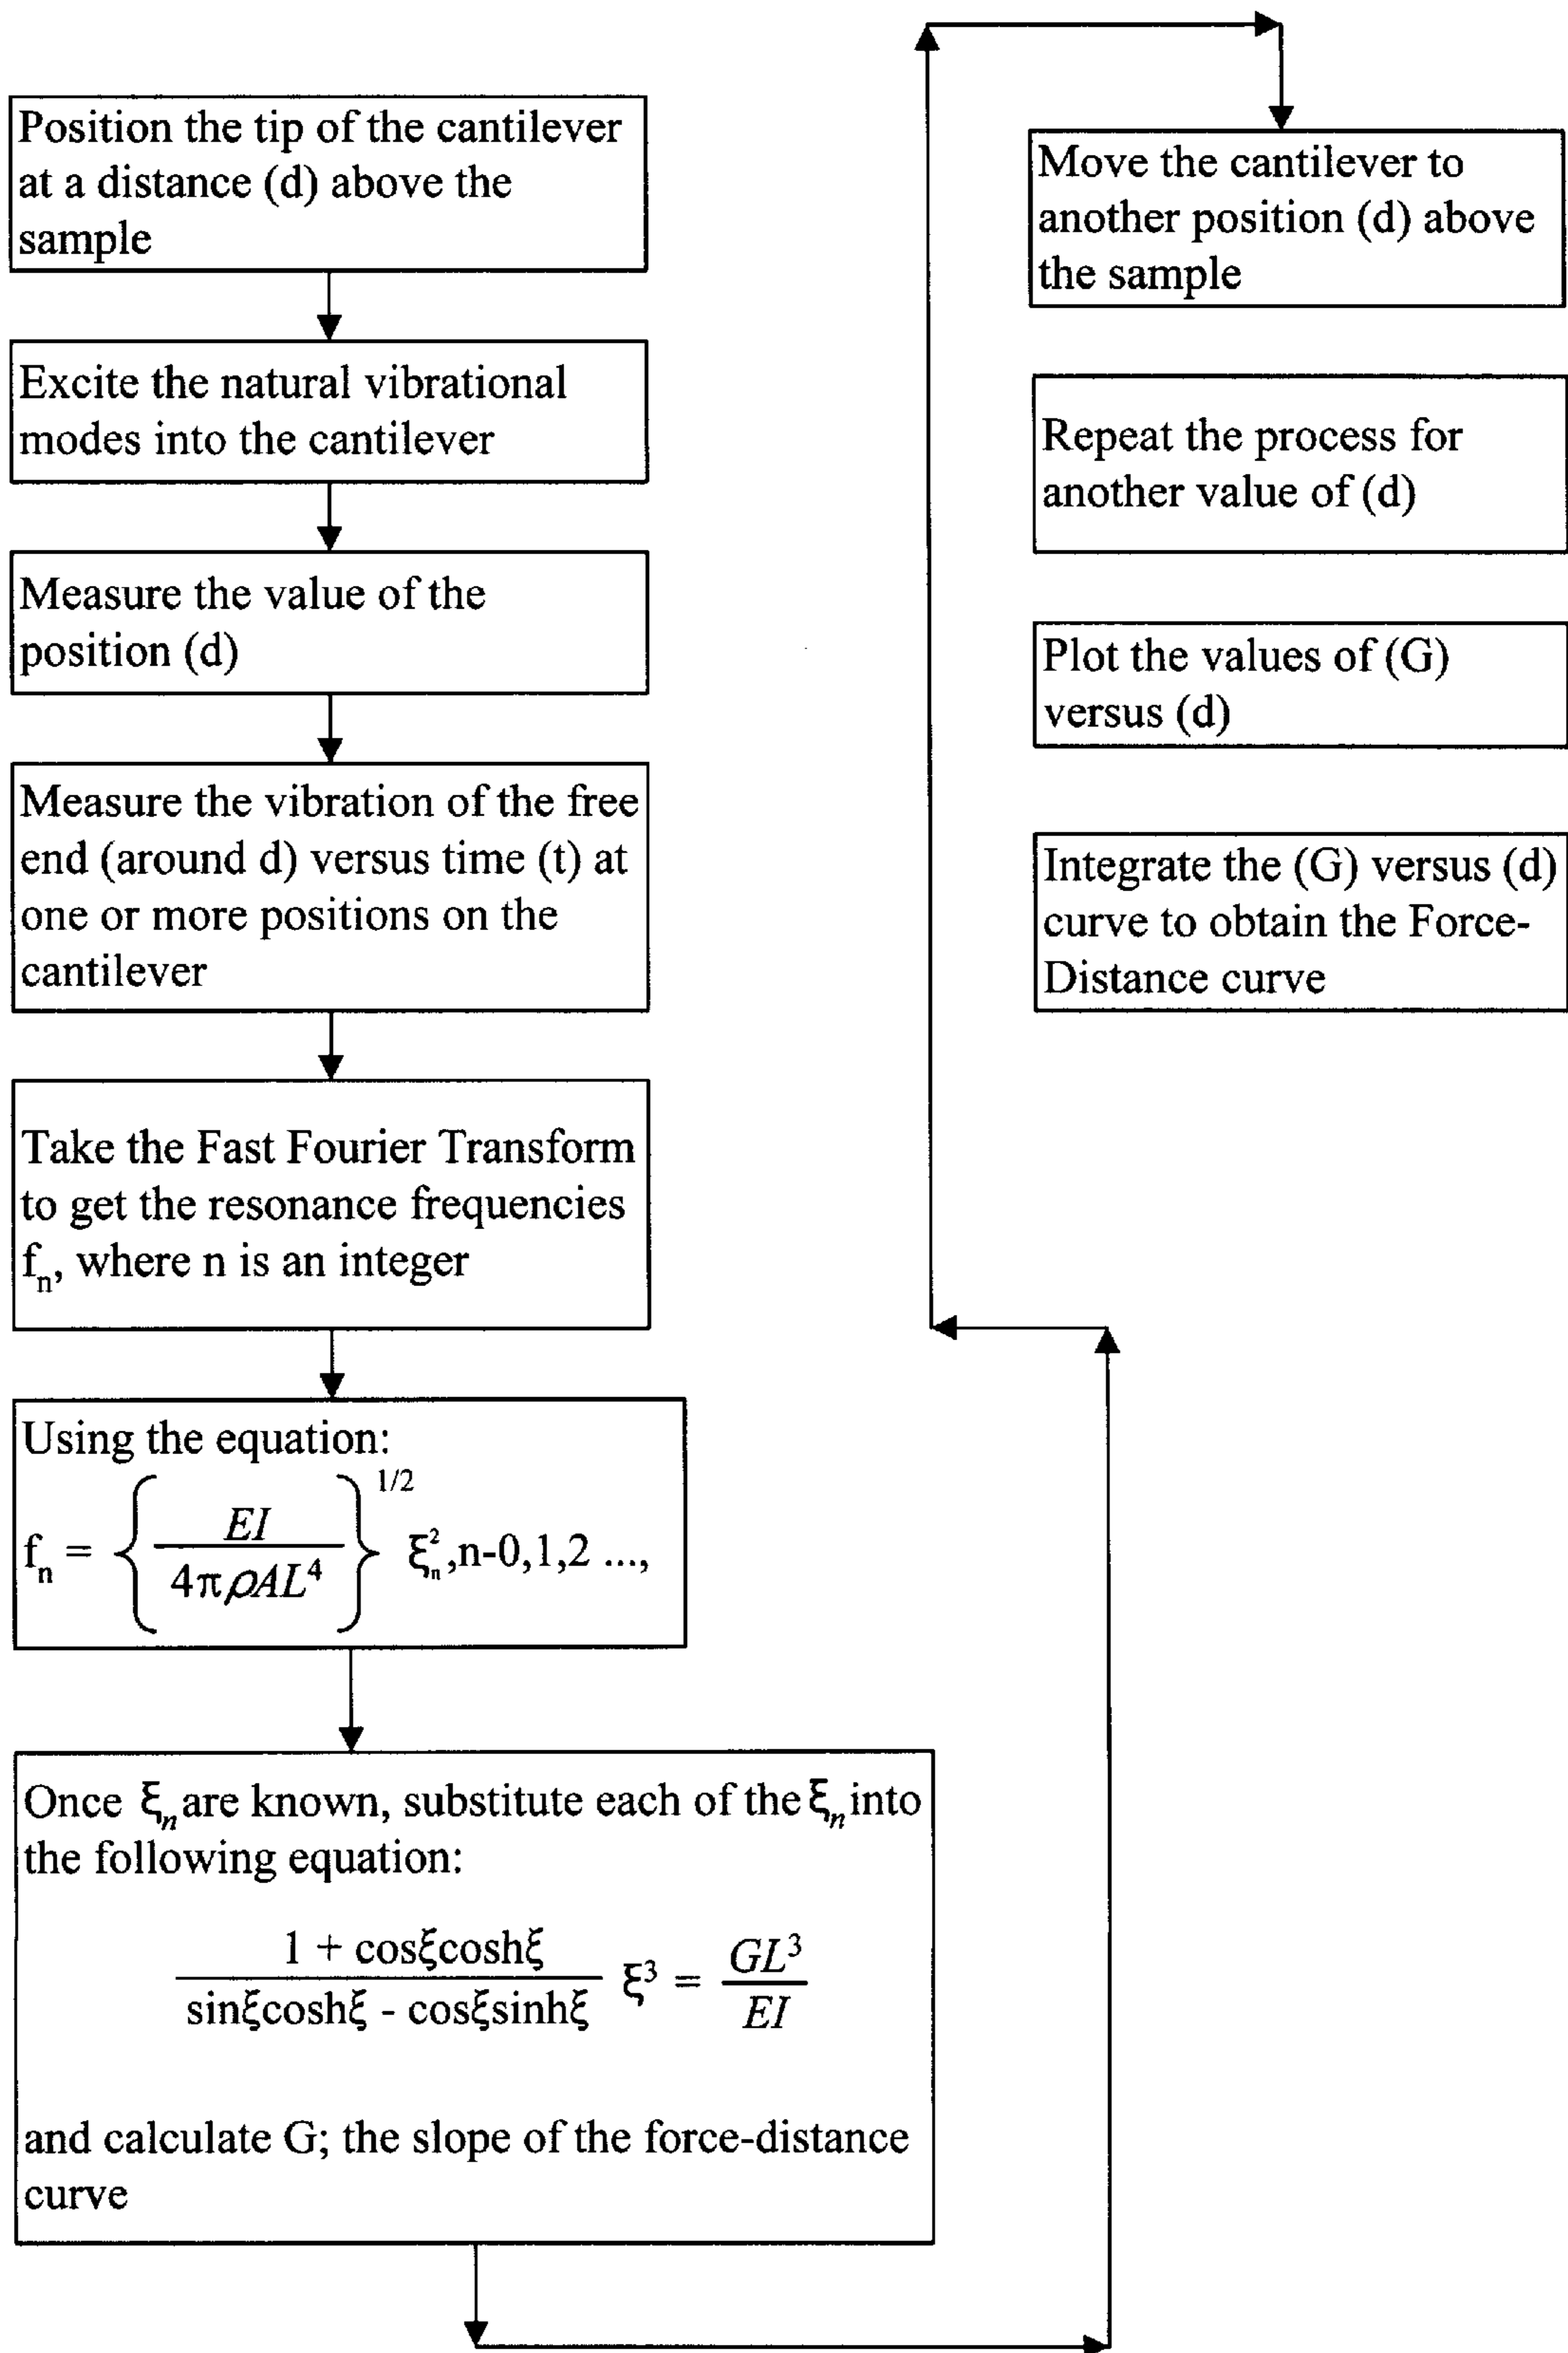 Position the tip of the cantilever
at a distance (d) above the
sample
Excite the natural vibrational
modes into the cantilever
Measure the value of the
position (d)
Measure the vibration of the free
end (around d) versus time (t) at
one or more positions on the
cantilever
Take the Fast Fourier Transform
to get the resonance frequencies
fₙ, where n is an integer
Using the equation:
fₙ = { EI / 4πρAL⁴ }^1/2 ξₙ²,n-0,1,2 ...,
Once ξₙ are known, substitute each of the ξₙ into
the following equation:
1 + cosξcoshξ / sinξcoshξ - cosξsinhξ ξ³ = GL³ / EI
and calculate G; the slope of the force-distance
curve
Move the cantilever to
another position (d) above
the sample
Repeat the process for
another value of (d)
Plot the values of (G)
versus (d)
Integrate the (G) versus (d)
curve to obtain the Force-
Distance curve